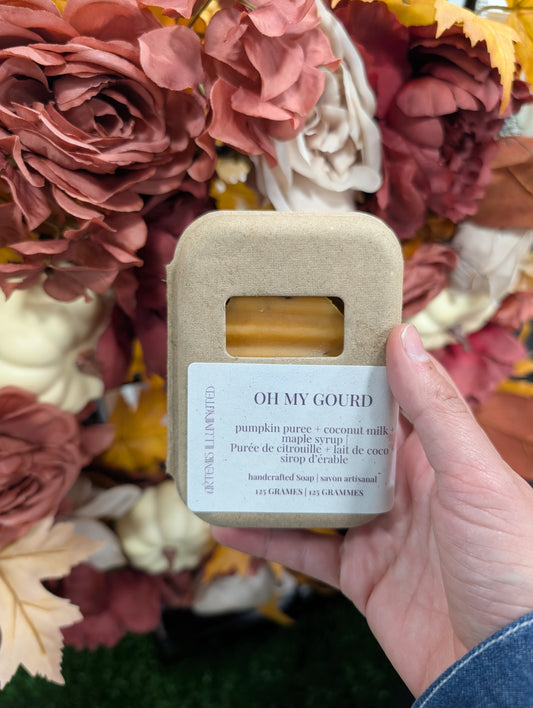 ARTEMIS ILLUMINATED
OH MY GOURD
pumpkin puree + coconut milk +
maple syrup |
Purée de citrouille + lait de coco +
sirop d'érable
handcrafted Soap | savon artisanal
125 GRAMES | 125 GRAMMES